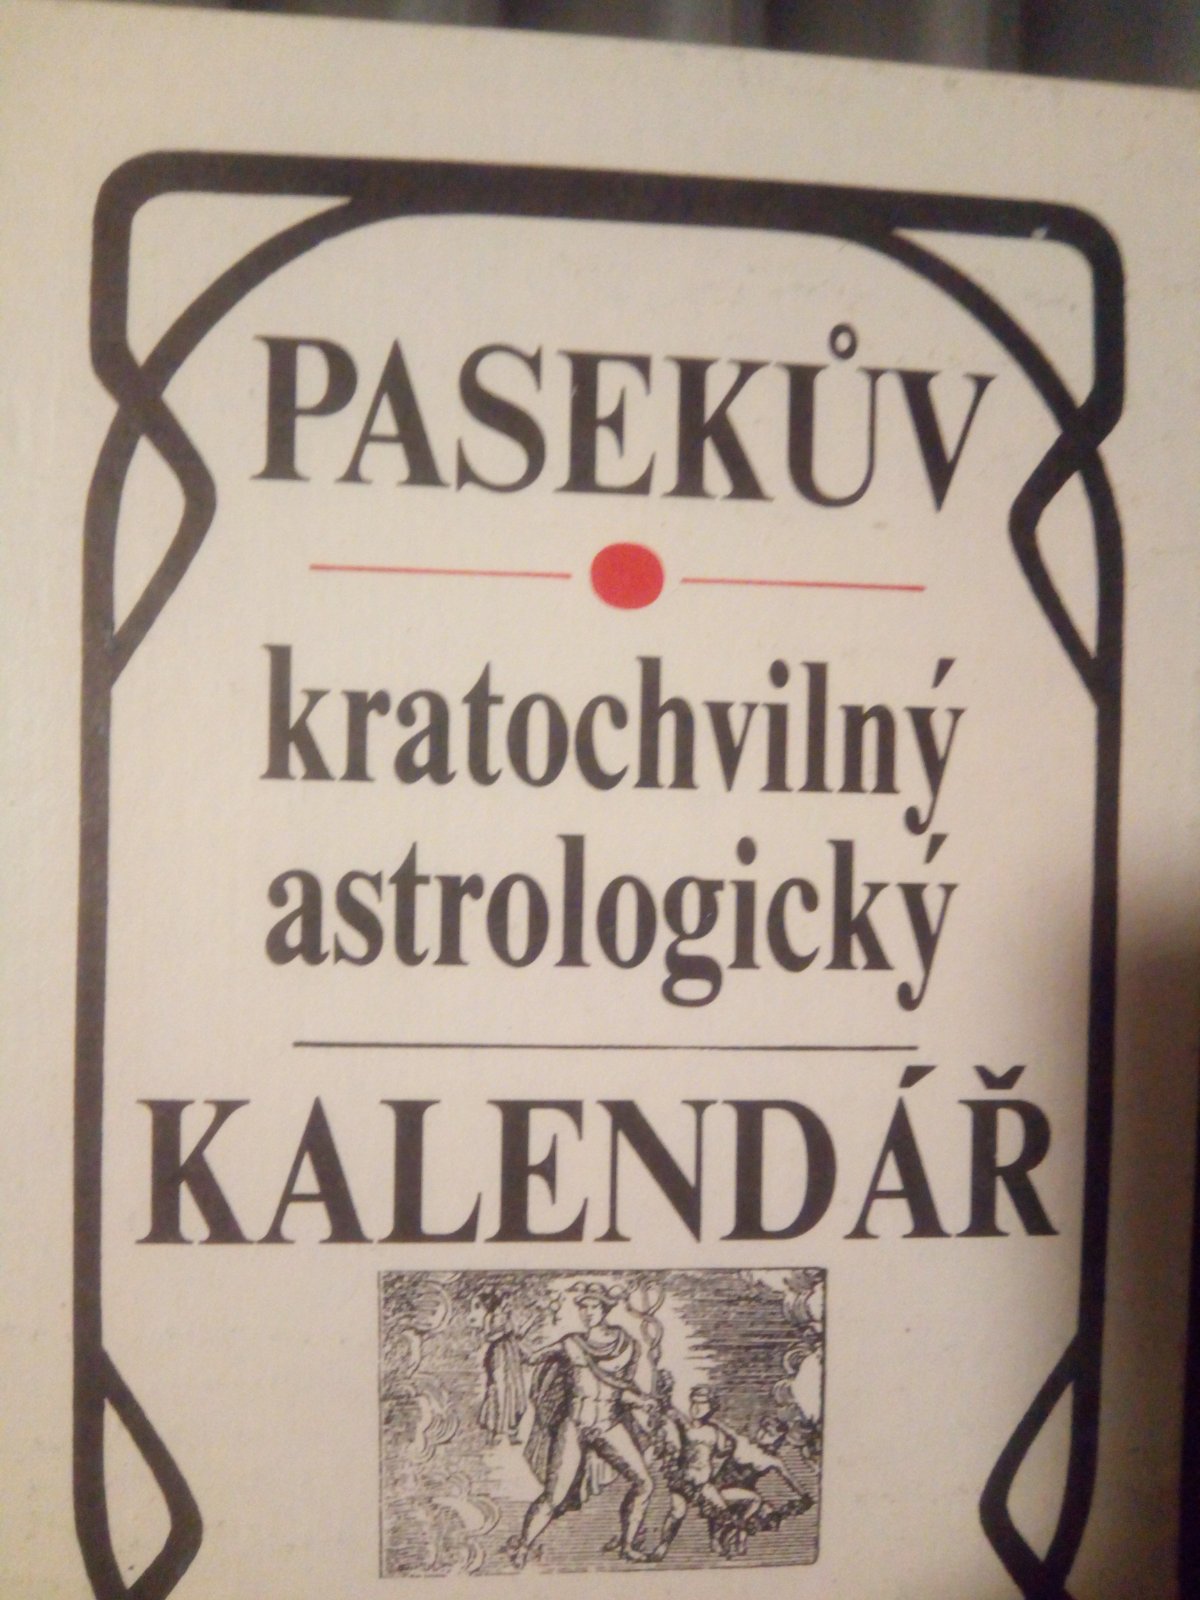 PASEKŮV
kratochvilný
astrologický
KALENDÁŘ